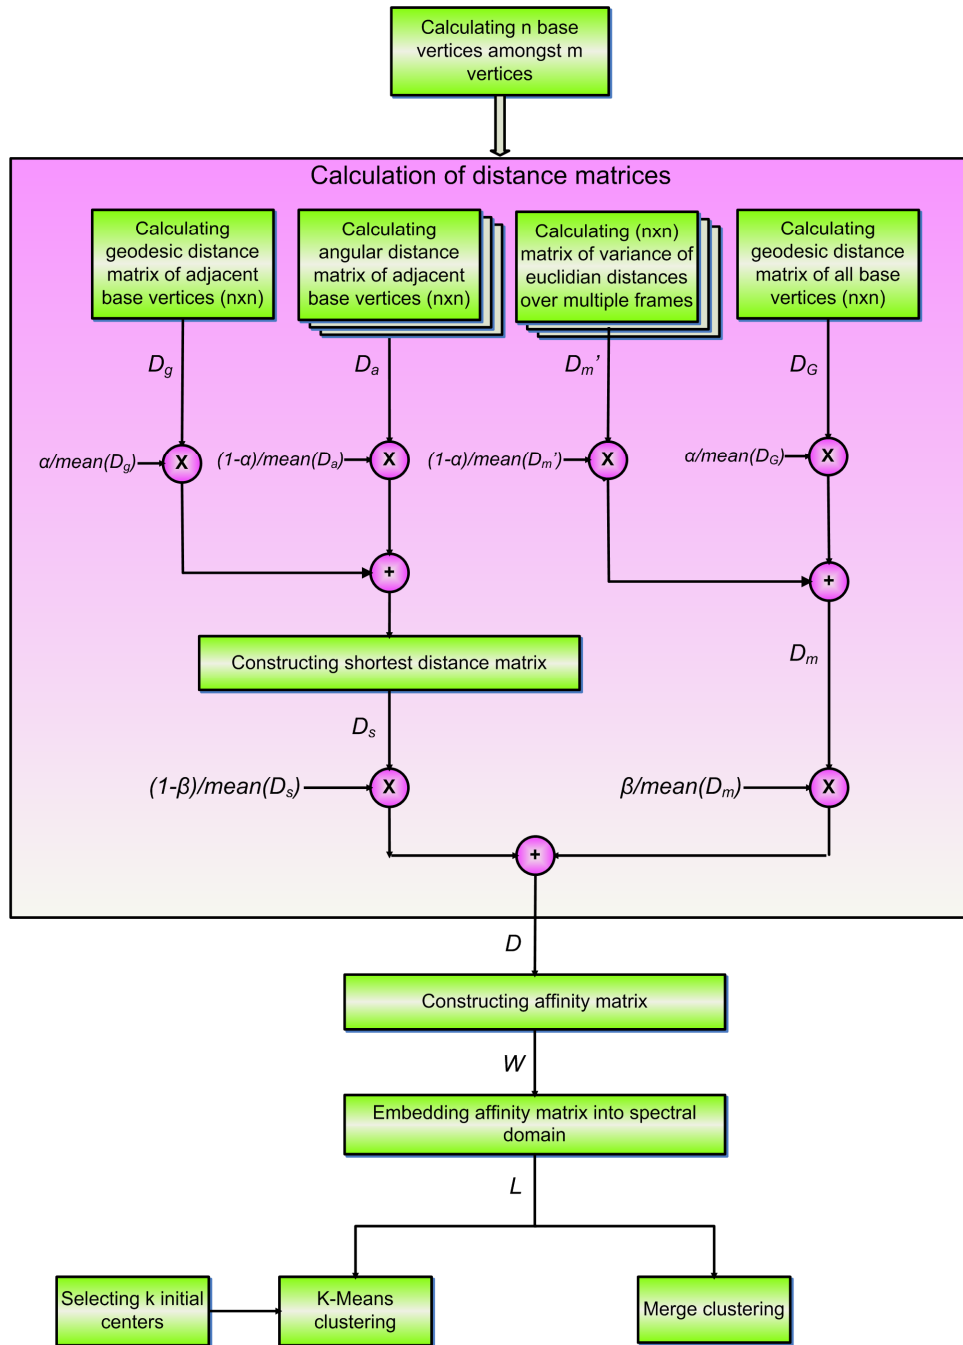 Calculating n base
vertices amongst m
vertices
Calculation of distance matrices
Calculating
geodesic distance
matrix of adjacent
base vertices (nxn)
Calculating
angular distance
matrix of adjacent
base vertices (nxn)
Calculating (nxn)
matrix of variance of
euclidian distances
over multiple frames
Calculating
geodesic distance
matrix of all base
vertices (nxn)
Dg
Da
Dm’
DG
α/mean(Dg)
X
(1-α)/mean(Da)
X
(1-α)/mean(Dm’)
X
α/mean(DG)
X
+
+
Constructing shortest distance matrix
Dm
Ds
(1-β)/mean(Ds)
X
β/mean(Dm)
X
+
D
Constructing affinity matrix
W
Embedding affinity matrix into spectral
domain
L
Selecting k initial
centers
K-Means
clustering
Merge clustering